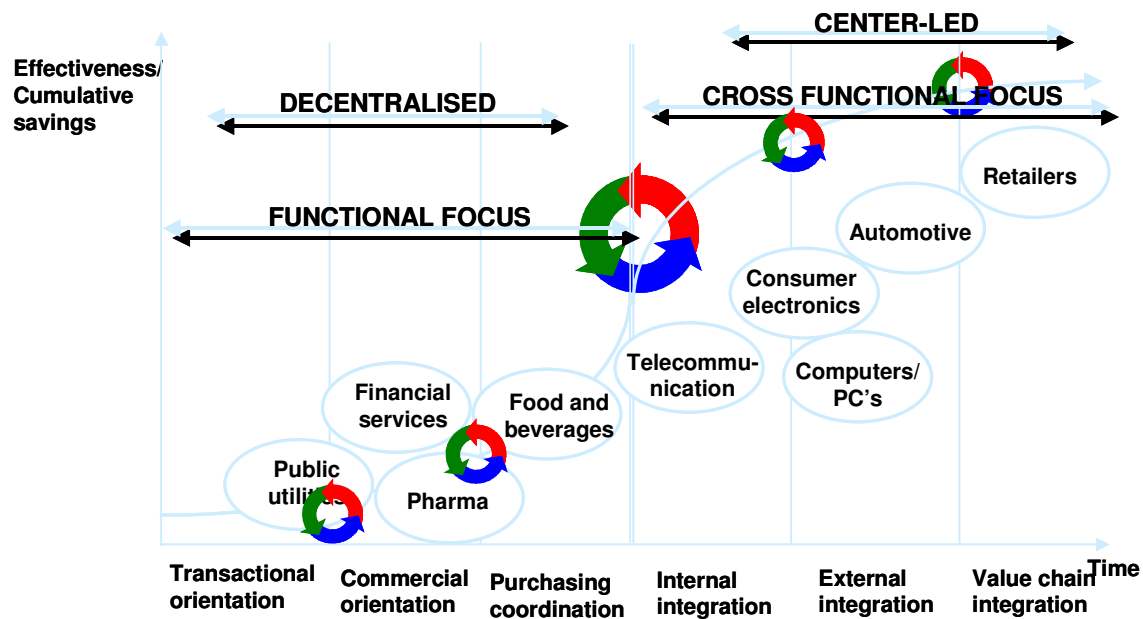 CENTER-LED
Effectiveness/
Cumulative
savings
DECENTRALISED
CROSS FUNCTIONAL FOCUS
Retailers
FUNCTIONAL FOCUS
Automotive
Consumer
electronics
Telecommu-
nication
Computers/
PC's
Financial
services
Food and
beverages
Public
utilities
Pharma
Time
Transactional
orientation
Commercial
orientation
Purchasing
coordination
Internal
integration
External
integration
Value chain
integration